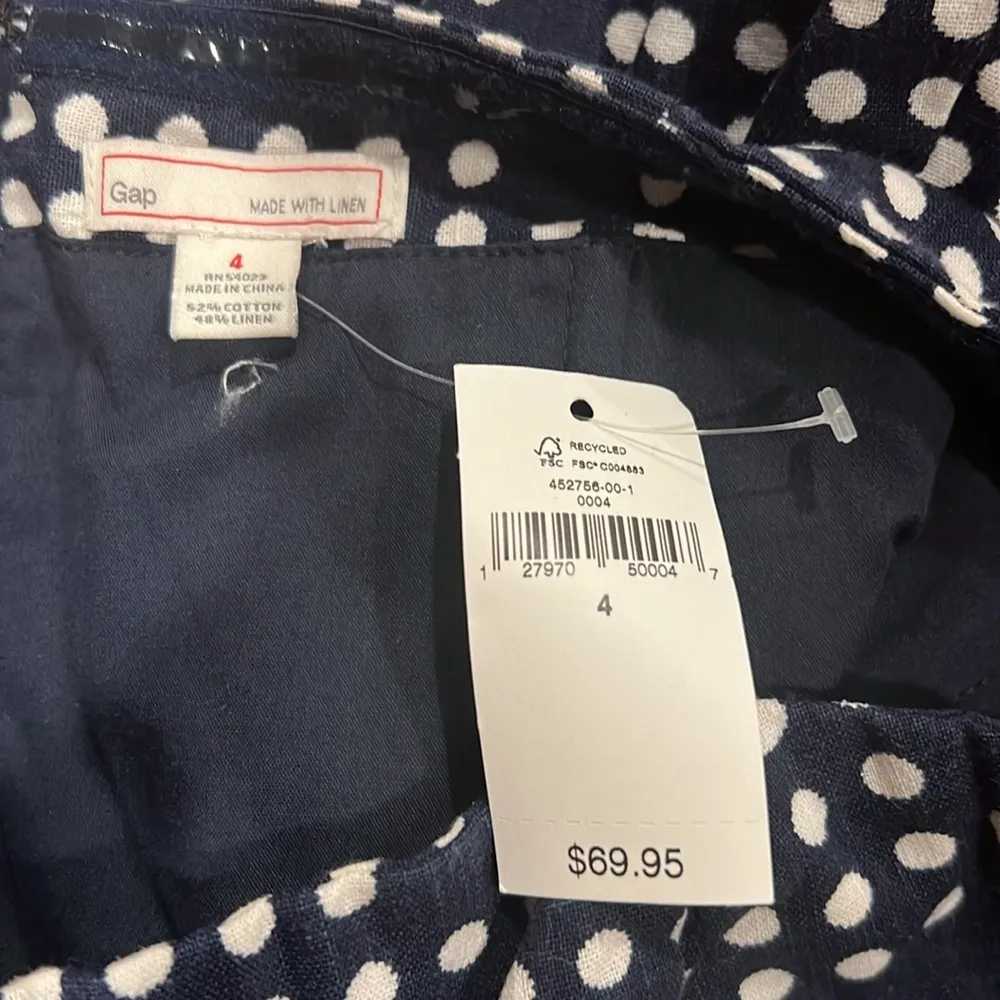 Gap
MADE WITH LINEN
4
RN54023
MADE IN CHINA
52% COTTON
48% LINEN
RECYCLED
FSC FSC® C004883
452756-00-1
0004
1 27970 50004 7
4
$69.95